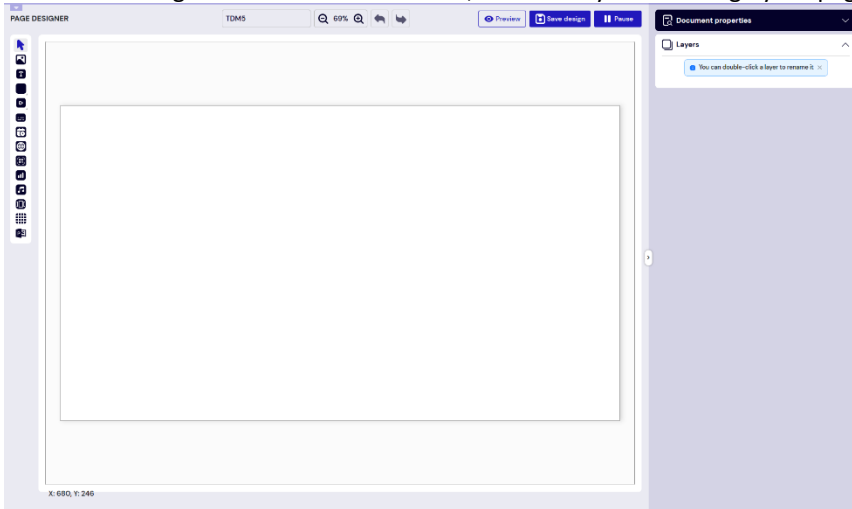 PAGE DESIGNER
TDM5
69%
Preview
Save design
Pause
Document properties
Layers
You can double-click a layer to rename it
X: 680, Y: 246